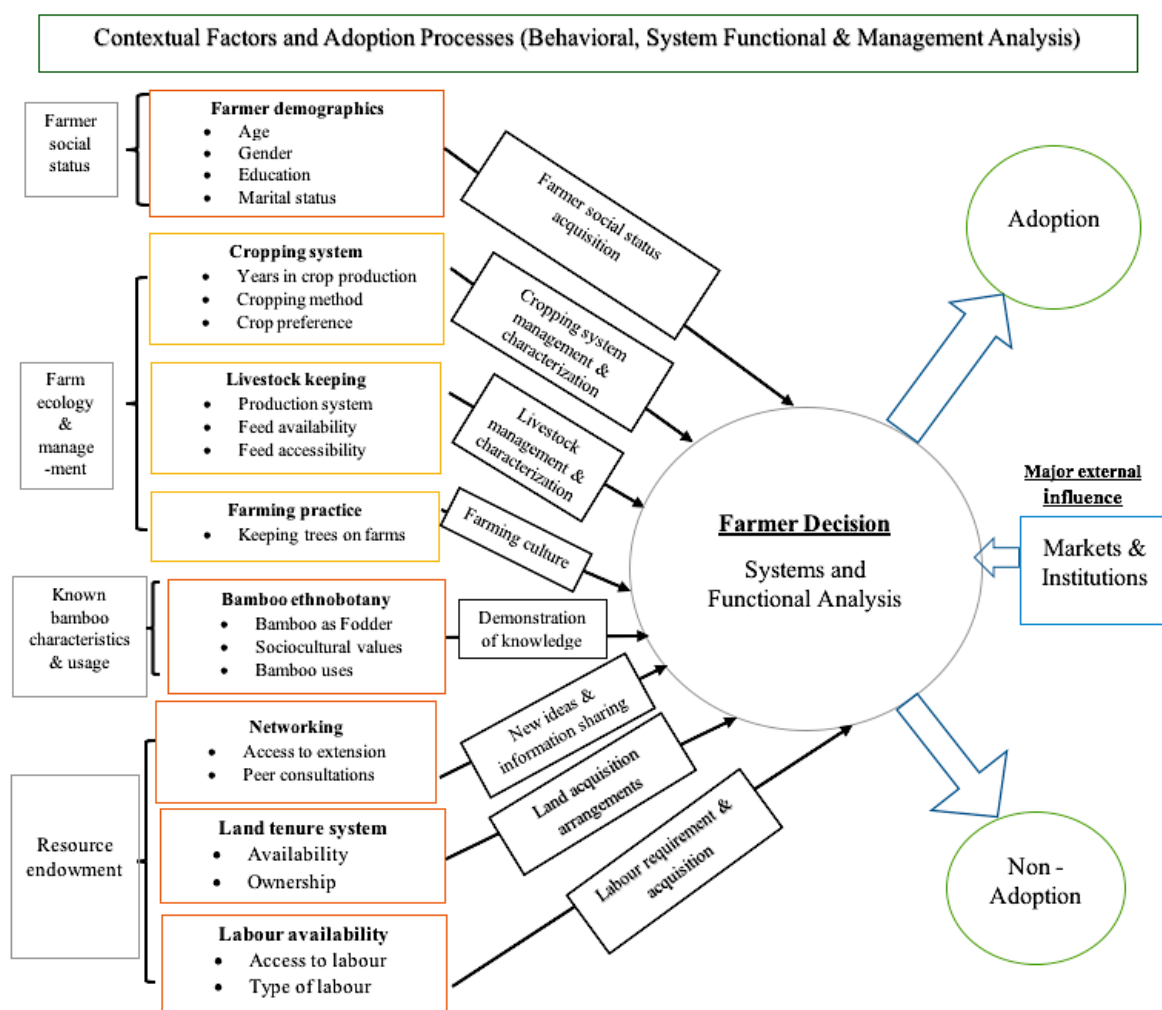 Contextual Factors and Adoption Processes (Behavioral, System Functional & Management Analysis)
Farmer
social
status
Farmer demographics
• Age
• Gender
• Education
• Marital status
Farmer social status
acquisition
Farm
ecology
& manage
-ment
Cropping system
• Years in crop production
• Cropping method
• Crop preference
Cropping system
management &
characterization
Livestock keeping
• Production system
• Feed availability
• Feed accessibility
Livestock
management &
characterization
Farming practice
• Keeping trees on farms
Farming culture
Known
bamboo
characteristics
& usage
Bamboo ethnobotany
• Bamboo as Fodder
• Sociocultural values
• Bamboo uses
Demonstration
of knowledge
Resource
endowment
Networking
• Access to extension
• Peer consultations
New ideas &
information sharing
Land tenure system
• Availability
• Ownership
Land acquisition
arrangements
Labour availability
• Access to labour
• Type of labour
Labour requirement &
acquisition
Farmer Decision
Systems and
Functional Analysis
Adoption
Major external
influence
Markets &
Institutions
Non -
Adoption